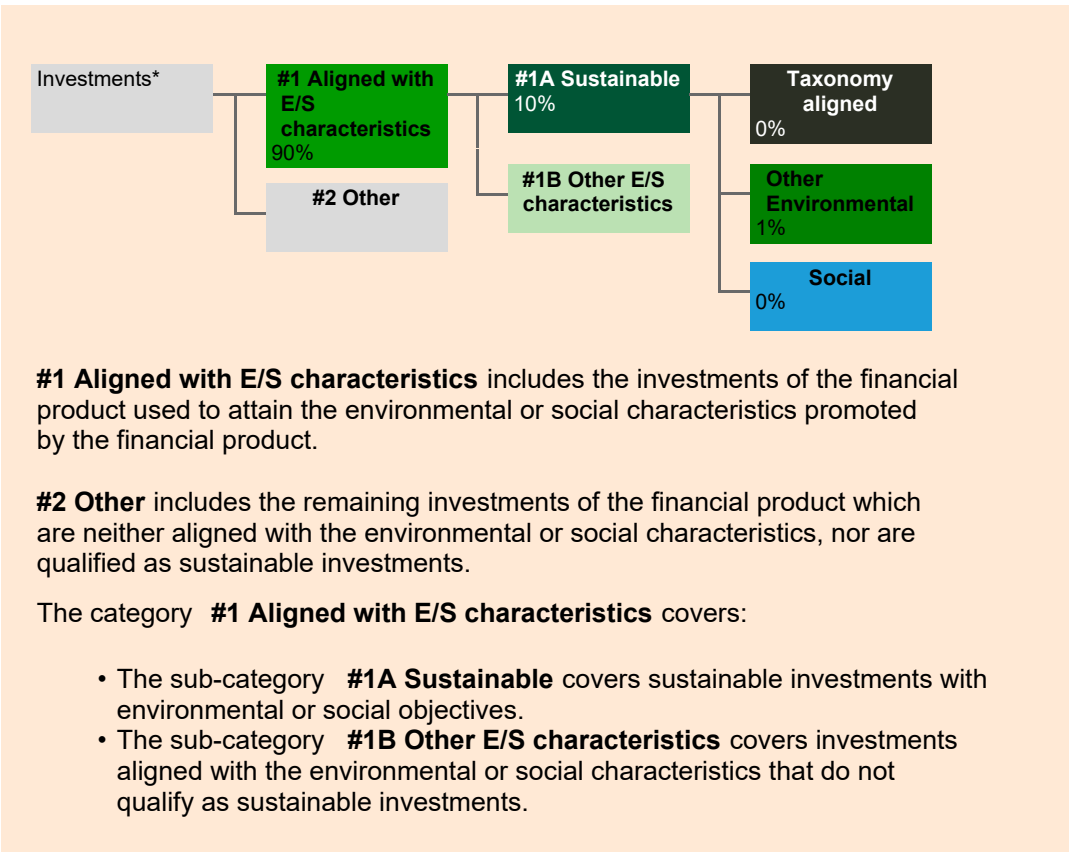 Investments*
#1 Aligned with
E/S
characteristics
90%
#2 Other
#1A Sustainable
10%
#1B Other E/S
characteristics
Taxonomy
aligned
0%
Other
Environmental
1%
Social
0%
#1 Aligned with E/S characteristics includes the investments of the financial
product used to attain the environmental or social characteristics promoted
by the financial product.
#2 Other includes the remaining investments of the financial product which
are neither aligned with the environmental or social characteristics, nor are
qualified as sustainable investments.
The category #1 Aligned with E/S characteristics covers:
• The sub-category #1A Sustainable covers sustainable investments with
environmental or social objectives.
• The sub-category #1B Other E/S characteristics covers investments
aligned with the environmental or social characteristics that do not
qualify as sustainable investments.